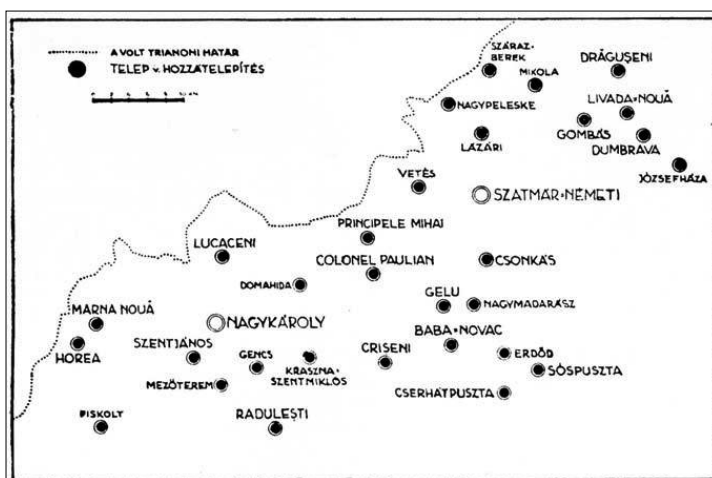 A VOLT TRIANONI HATÁR
TELEP v. HOZZÁTELEPÍTÉS
SZÁRAZ-
BEREK
MIKOLA
DRĂGUȘENI
NAGYPELESKE
LIVADA-NOUĂ
LÁZÁRI
GOMBÁS
DUMBRAVA
JÓZSEFHÁZA
VETÉS
SZATMÁR-NÉMETI
PRINCIPELE MIHAI
LUCACENI
COLONEL PAULIAN
CSONKÁS
DOMAHIDA
GELU
NAGYMADARÁSZ
MARNA NOUĂ
NAGYKÁROLY
HOREA
SZENTJÁNOS
GENCS
KRASZNA-
SZENTMIKLÓS
CRISENI
BABA-NOVAC
ERDŐD
SÓSPUSZTA
MEZŐTEREM
CSERHÁTPUSZTA
PISKOLT
RADULEȘTI